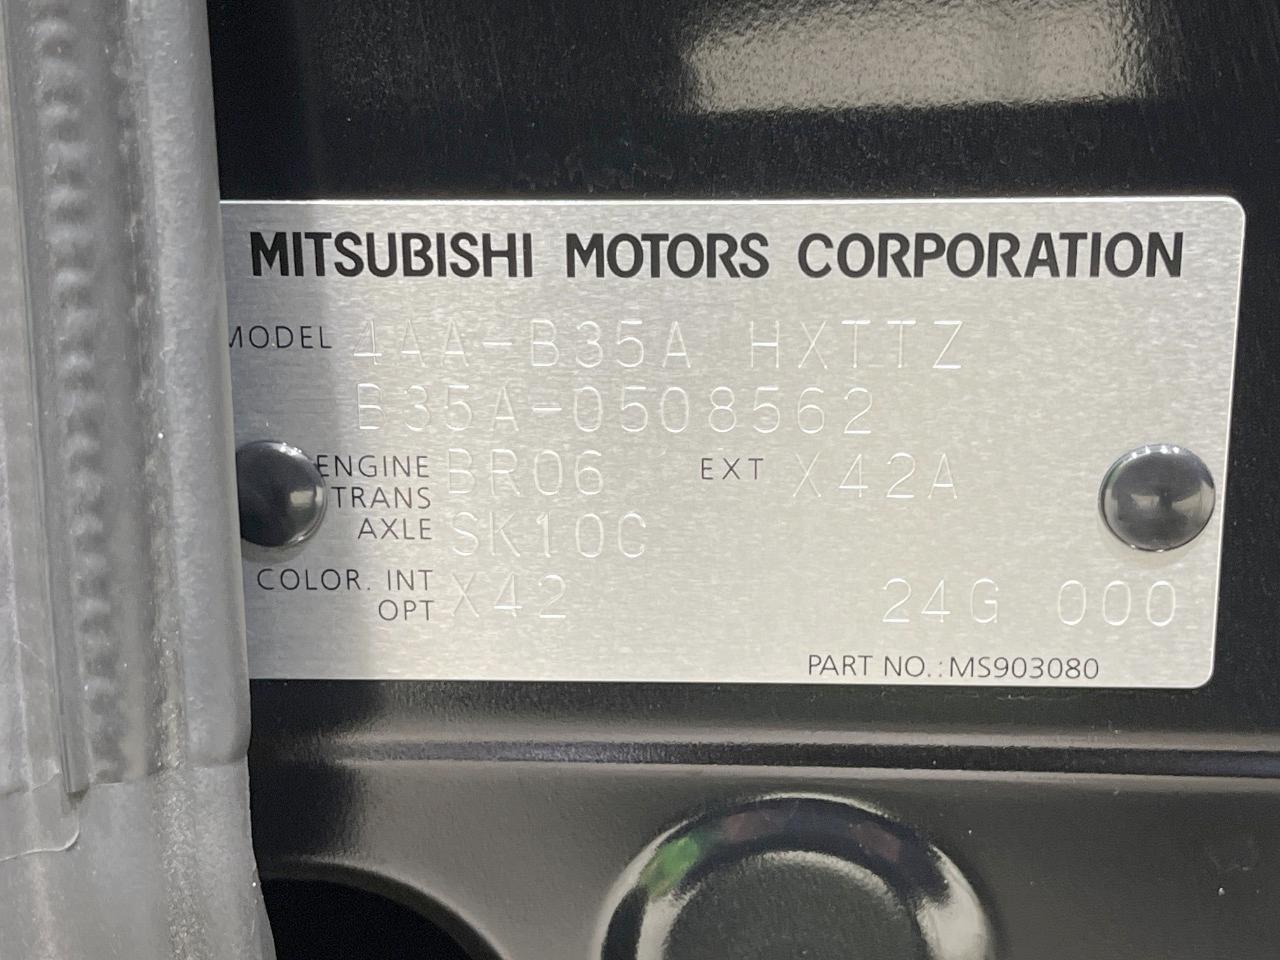 MITSUBISHI MOTORS CORPORATION
MODEL 4AA-B35A HXTTZ
B35A-0508562
ENGINE BR06 EXT X42A
TRANS
AXLE SK10C
COLOR. INT X42 24G 000
OPT
PART NO.:MS903080